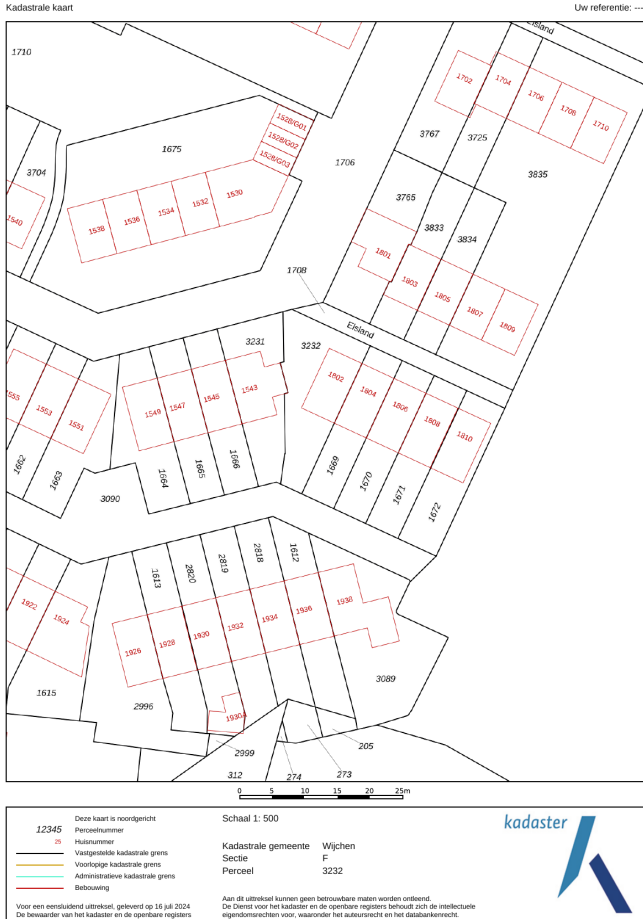 Kadastrale kaart
Uw referentie: ---
Elsland
1710
1702
1704
1706
1708
1710
1528/G01
1528/G02
1528/G03
3767
3725
1675
1706
3835
3704
1540
1538
1536
1534
1532
1530
3765
3833
3834
1801
1803
1805
1807
1809
1708
Elsland
3231
3232
1553
1551
1549
1547
1545
1543
1802
1804
1806
1808
1810
1662
1663
1664
1665
1666
1669
1670
1671
1672
3090
1613
2820
2819
2818
1612
1922
1924
1926
1928
1930
1932
1934
1936
1938
1615
2996
1930A
3089
2999
205
312
274
273
0 5 10 15 20 25m
Deze kaart is noordgericht
12345 Perceelnummer
25 Huisnummer
Vastgestelde kadastrale grens
Voorlopige kadastrale grens
Administratieve kadastrale grens
Bebouwing
Voor een eensluidend uittreksel, geleverd op 16 juli 2024
De bewaarder van het kadaster en de openbare registers
Schaal 1: 500
Kadastrale gemeente Wijchen
Sectie F
Perceel 3232
Aan dit uittreksel kunnen geen betrouwbare maten worden ontleend.
De Dienst voor het kadaster en de openbare registers behoudt zich de intellectuele
eigendomsrechten voor, waaronder het auteursrecht en het databankenrecht.
kadaster